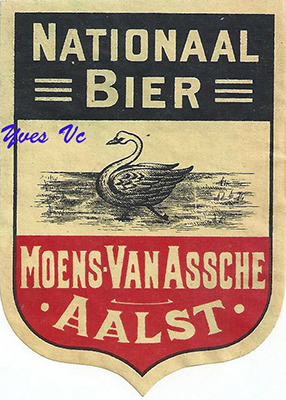 NATIONAAL
BIER
Yves Vc
MOENS-VAN ASSCHE
· AALST ·